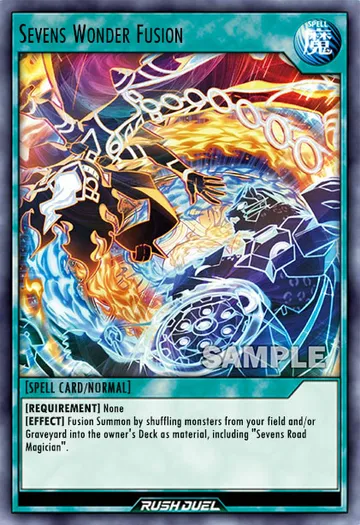 SEVENS WONDER FUSION
SPELL
魔
SAMPLE
[SPELL CARD/NORMAL]
[REQUIREMENT] None
[EFFECT] Fusion Summon by shuffling monsters from your field and/or
Graveyard into the owner's Deck as material, including "Sevens Road
Magician".
RUSH DUEL